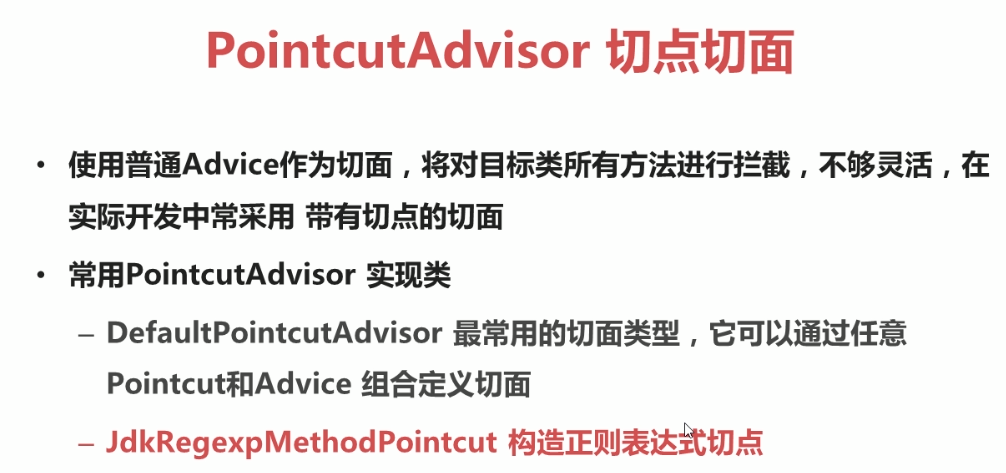 PointcutAdvisor 切点切面
• 使用普通Advice作为切面，将对目标类所有方法进行拦截，不够灵活，在
实际开发中常采用 带有切点的切面
• 常用PointcutAdvisor 实现类
– DefaultPointcutAdvisor 最常用的切面类型，它可以通过任意
Pointcut和Advice 组合定义切面
– JdkRegexpMethodPointcut 构造正则表达式切点